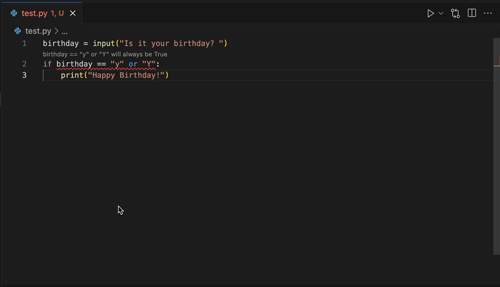 test.py 1, U
test.py > ...
1 birthday = input("Is it your birthday? ")
birthday == "y" or "Y" will always be True
2 if birthday == "y" or "Y":
3 print("Happy Birthday!")